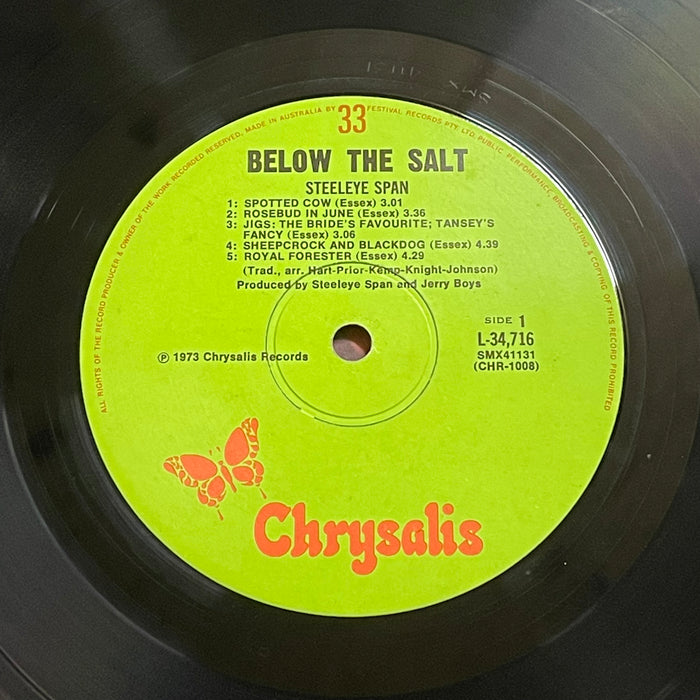 ALL RIGHTS OF THE RECORD PRODUCER & OWNER OF THE WORK RECORDED RESERVED. MADE IN AUSTRALIA BY FESTIVAL RECORDS PTY. LTD. PUBLIC PERFORMANCE, BROADCASTING & COPYING OF THIS RECORD PROHIBITED
33
BELOW THE SALT
STEELEYE SPAN
1: SPOTTED COW (Essex) 3.01
2: ROSEBUD IN JUNE (Essex) 3.36
3: JIGS: THE BRIDE'S FAVOURITE; TANSEY'S
FANCY (Essex) 3.06
4: SHEEPCROCK AND BLACKDOG (Essex) 4.39
5: ROYAL FORESTER (Essex) 4.29
(Trad., arr. Hart-Prior-Kemp-Knight-Johnson)
Produced by Steeleye Span and Jerry Boys
SIDE 1
L-34,716
SMX41131
(CHR-1008)
℗ 1973 Chrysalis Records
Chrysalis